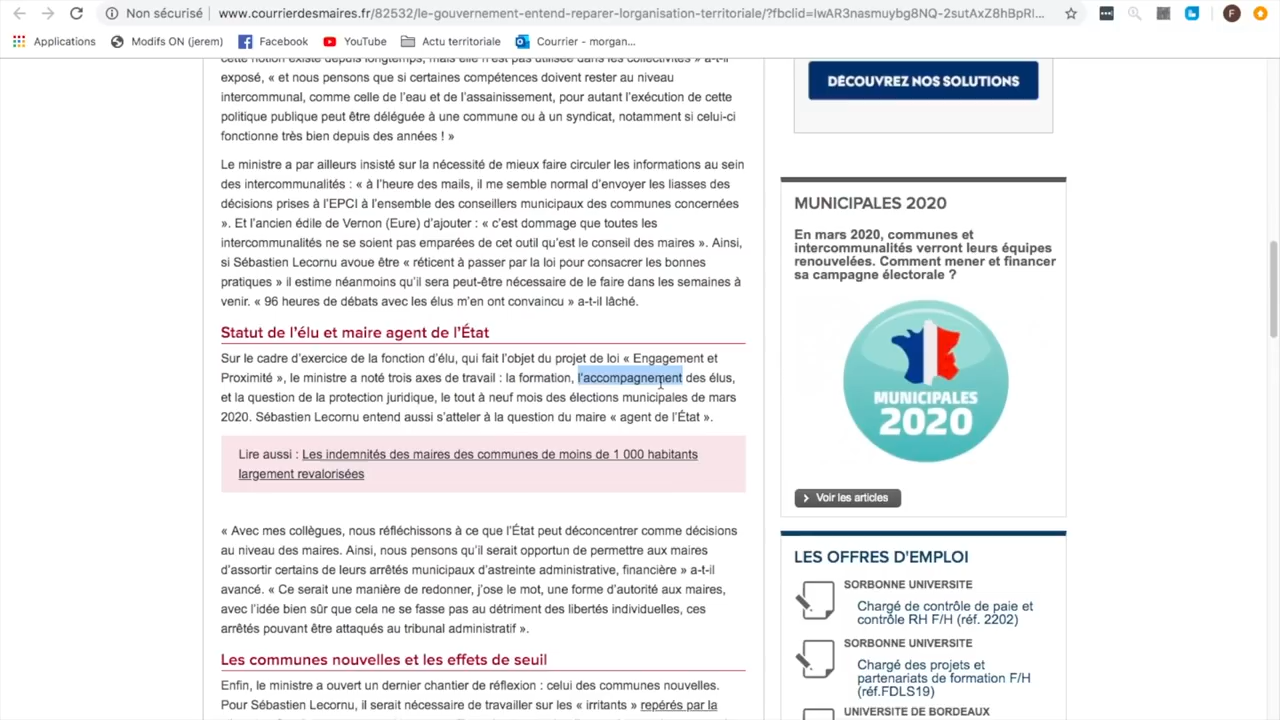 Non sécurisé
www.courrierdesmaires.fr/82532/le-gouvernement-entend-reparer-lorganisation-territoriale/?fbclid=IwAR3nasmuybg8NQ-2sutAxZ8hBpRl...
F
Applications
Modifs ON (jerem)
Facebook
YouTube
Actu territoriale
Courrier - morgan...
cette notion existe depuis longtemps, mais elle n'est pas utilisée dans les collectivités » a-t-il
exposé, « et nous pensons que si certaines compétences doivent rester au niveau
intercommunal, comme celle de l'eau et de l'assainissement, pour autant l'exécution de cette
politique publique peut être déléguée à une commune ou à un syndicat, notamment si celui-ci
fonctionne très bien depuis des années ! »
Le ministre a par ailleurs insisté sur la nécessité de mieux faire circuler les informations au sein
des intercommunalités : « à l'heure des mails, il me semble normal d'envoyer les liasses des
décisions prises à l'EPCI à l'ensemble des conseillers municipaux des communes concernées
». Et l'ancien édile de Vernon (Eure) d'ajouter : « c'est dommage que toutes les
intercommunalités ne se soient pas emparées de cet outil qu'est le conseil des maires ». Ainsi,
si Sébastien Lecornu avoue être « réticent à passer par la loi pour consacrer les bonnes
pratiques » il estime néanmoins qu'il sera peut-être nécessaire de le faire dans les semaines à
venir. « 96 heures de débats avec les élus m'en ont convaincu » a-t-il lâché.
Statut de l'élu et maire agent de l'État
Sur le cadre d'exercice de la fonction d'élu, qui fait l'objet du projet de loi « Engagement et
Proximité », le ministre a noté trois axes de travail : la formation, l'accompagnement des élus,
et la question de la protection juridique, le tout à neuf mois des élections municipales de mars
2020. Sébastien Lecornu entend aussi s'atteler à la question du maire « agent de l'État ».
Lire aussi : Les indemnités des maires des communes de moins de 1 000 habitants
largement revalorisées
« Avec mes collègues, nous réfléchissons à ce que l'État peut déconcentrer comme décisions
au niveau des maires. Ainsi, nous pensons qu'il serait opportun de permettre aux maires
d'assortir certains de leurs arrêtés municipaux d'astreinte administrative, financière » a-t-il
avancé. « Ce serait une manière de redonner, j'ose le mot, une forme d'autorité aux maires,
avec l'idée bien sûr que cela ne se fasse pas au détriment des libertés individuelles, ces
arrêtés pouvant être attaqués au tribunal administratif ».
Les communes nouvelles et les effets de seuil
Enfin, le ministre a ouvert un dernier chantier de réflexion : celui des communes nouvelles.
Pour Sébastien Lecornu, il serait nécessaire de travailler sur les « irritants » repérés par la
DÉCOUVREZ NOS SOLUTIONS
MUNICIPALES 2020
En mars 2020, communes et
intercommunalités verront leurs équipes
renouvelées. Comment mener et financer
sa campagne électorale ?
MUNICIPALES
2020
Voir les articles
LES OFFRES D'EMPLOI
SORBONNE UNIVERSITE
Chargé de contrôle de paie et
contrôle RH F/H (réf. 2202)
SORBONNE UNIVERSITE
Chargé des projets et
partenariats de formation F/H
(réf.FDLS19)
UNIVERSITE DE BORDEAUX